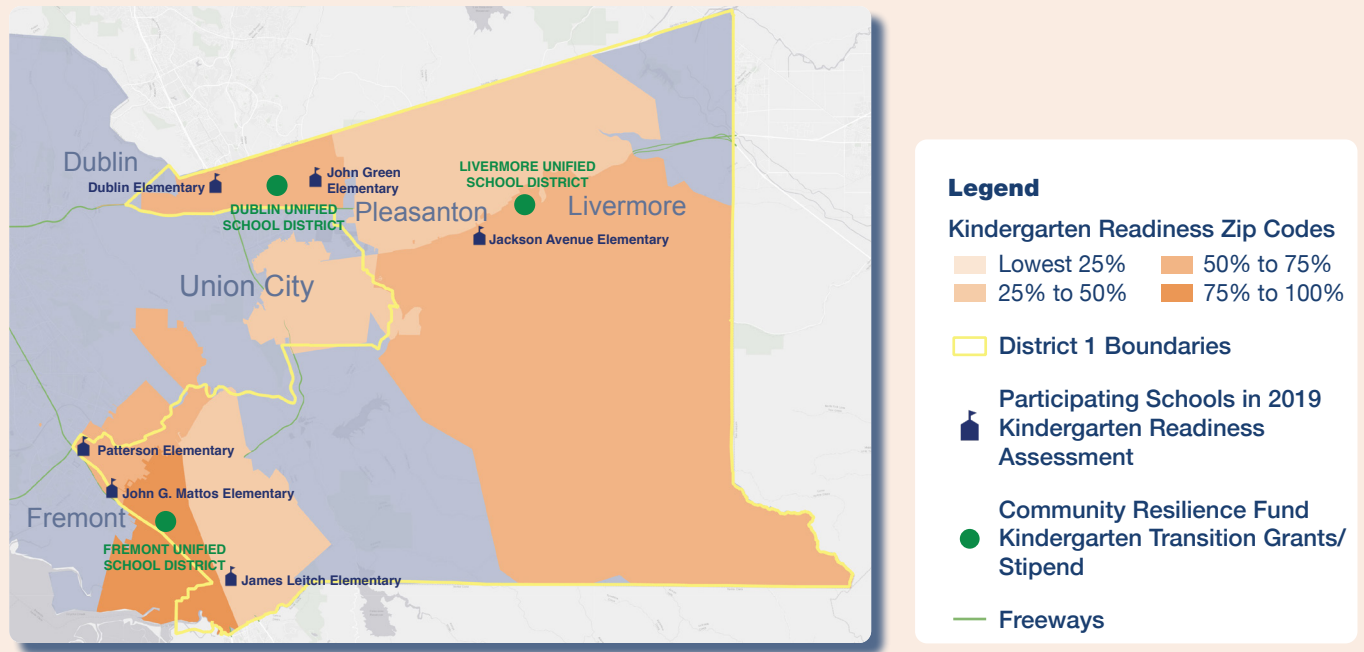 Dublin
Dublin Elementary
John Green
Elementary
DUBLIN UNIFIED
SCHOOL DISTRICT
LIVERMORE UNIFIED
SCHOOL DISTRICT
Pleasanton
Livermore
Jackson Avenue Elementary
Union City
Patterson Elementary
John G. Mattos Elementary
Fremont
FREMONT UNIFIED
SCHOOL DISTRICT
James Leitch Elementary
Legend
Kindergarten Readiness Zip Codes
Lowest 25%
50% to 75%
25% to 50%
75% to 100%
District 1 Boundaries
Participating Schools in 2019
Kindergarten Readiness
Assessment
Community Resilience Fund
Kindergarten Transition Grants/
Stipend
Freeways